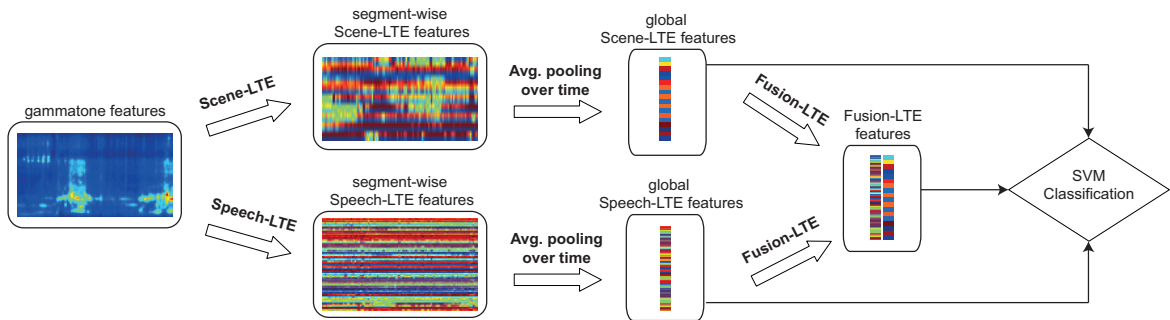 gammatone features
Scene-LTE
Speech-LTE
segment-wise
Scene-LTE features
segment-wise
Speech-LTE features
Avg. pooling
over time
Avg. pooling
over time
global
Scene-LTE features
global
Speech-LTE features
Fusion-LTE
Fusion-LTE
Fusion-LTE
features
SVM
Classification